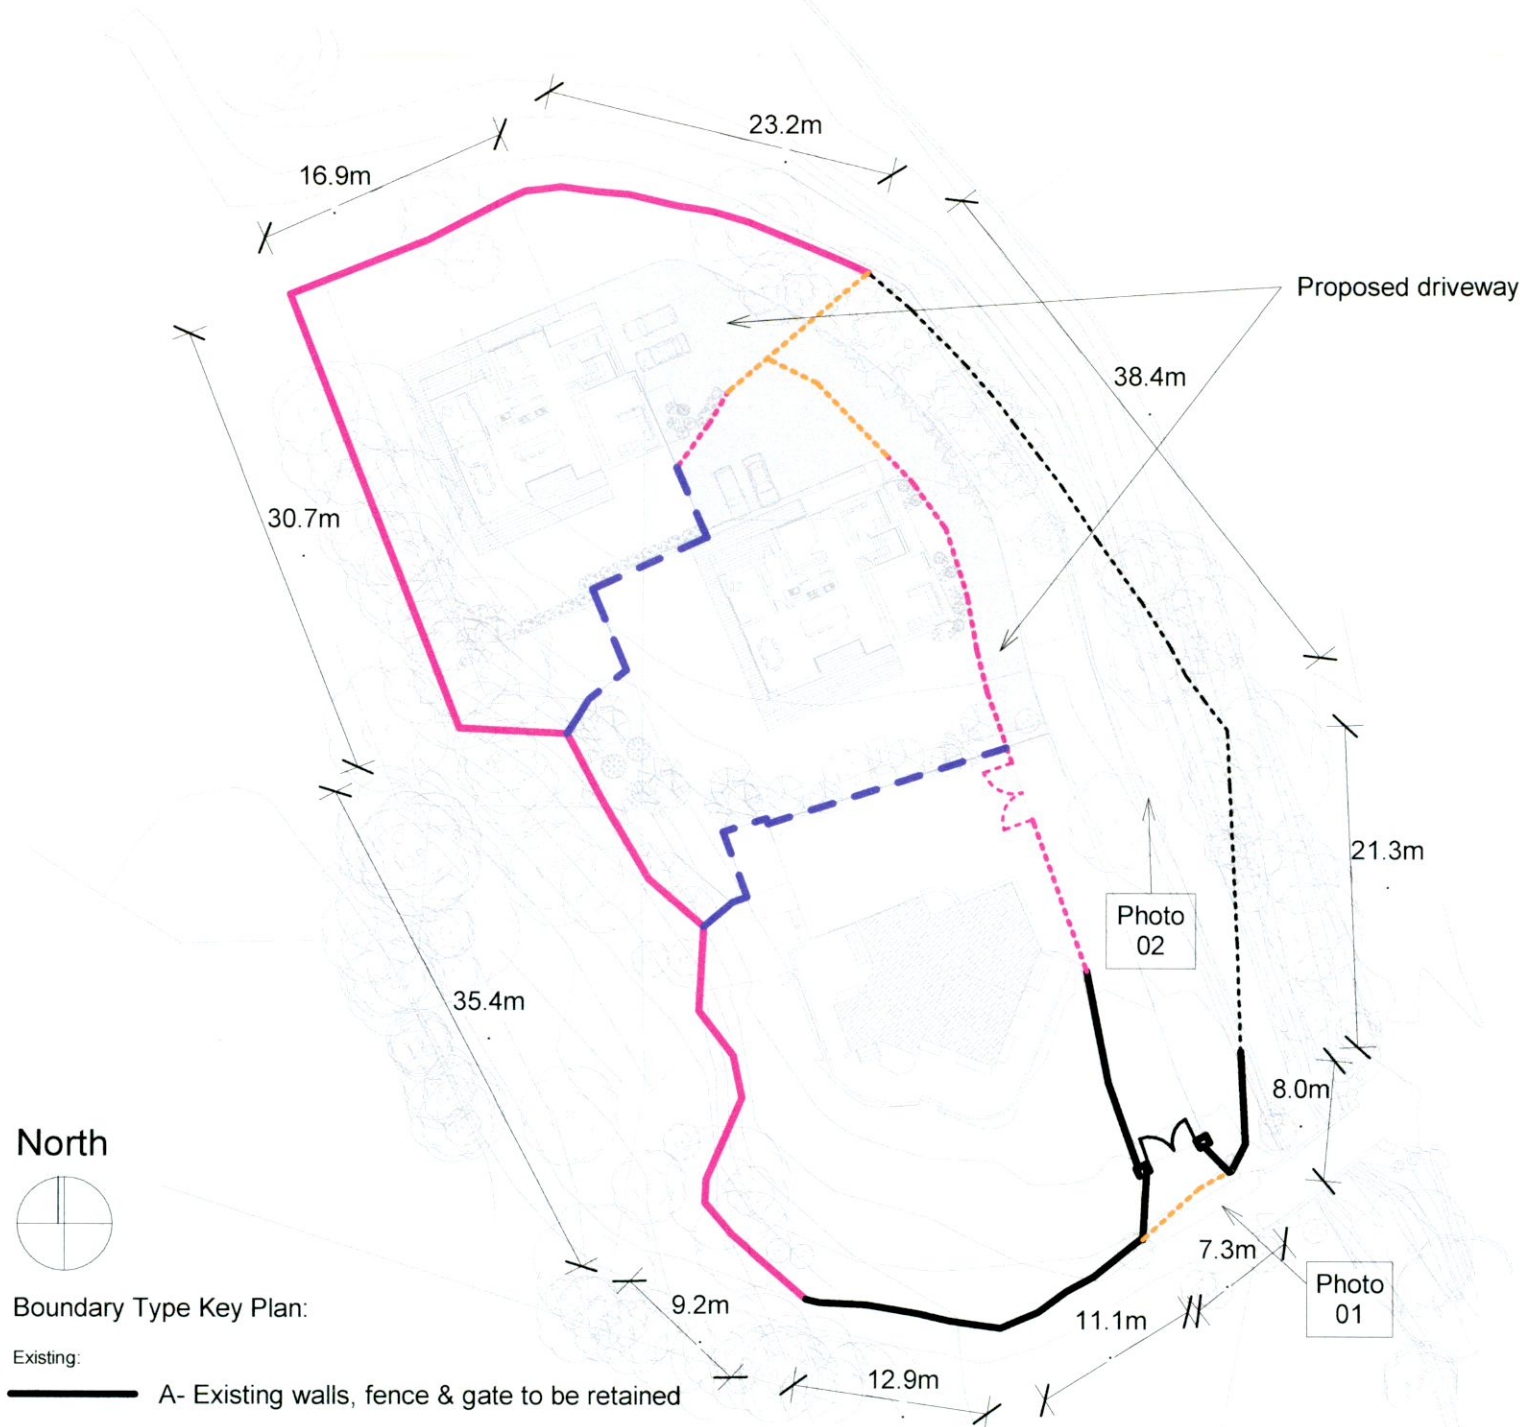 23.2m
16.9m
Proposed driveway
38.4m
30.7m
21.3m
Photo
02
35.4m
8.0m
North
7.3m
Photo
01
9.2m
11.1m
Boundary Type Key Plan:
Existing:
12.9m
A- Existing walls, fence & gate to be retained